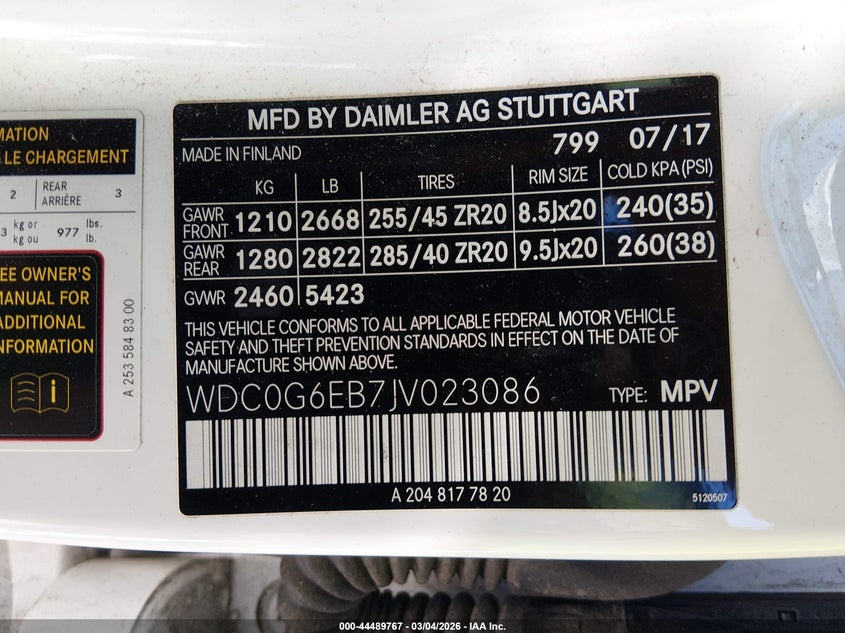 MATION
LE CHARGEMENT
2 REAR ARRIÈRE 3
3 kg or kg ou 977 lbs. lb.
EE OWNER'S
MANUAL FOR
ADDITIONAL
INFORMATION
A 253 584 83 00
MFD BY DAIMLER AG STUTTGART
MADE IN FINLAND 799 07/17
KG LB TIRES RIM SIZE COLD KPA (PSI)
GAWR FRONT 1210 2668 255/45 ZR20 8.5Jx20 240(35)
GAWR REAR 1280 2822 285/40 ZR20 9.5Jx20 260(38)
GVWR 2460 5423
THIS VEHICLE CONFORMS TO ALL APPLICABLE FEDERAL MOTOR VEHICLE
SAFETY AND THEFT PREVENTION STANDARDS IN EFFECT ON THE DATE OF
MANUFACTURE SHOWN ABOVE.
WDC0G6EB7JV023086 TYPE: MPV
A 204 817 78 20
5120507
000-44489767 - 03/04/2026 - IAA Inc.